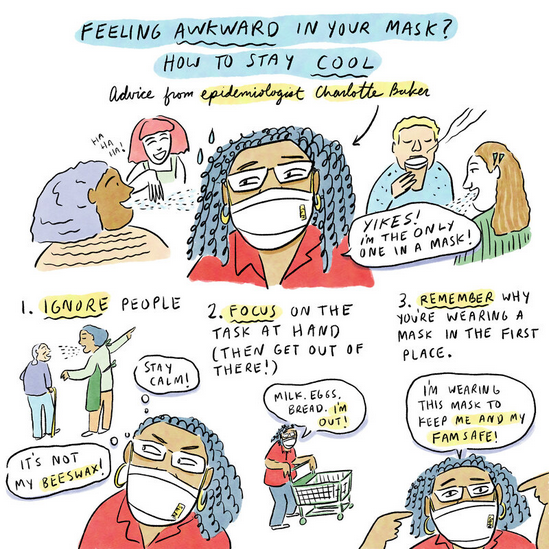 FEELING AWKWARD IN YOUR MASK?
HOW TO STAY COOL
Advice from epidemiologist Charlotte Baker
HA
HA
HA!
YIKES!
I'M THE ONLY
ONE IN A MASK!
1. IGNORE PEOPLE
STAY
CALM!
IT'S NOT
MY BEESWAX!
2. FOCUS ON THE
TASK AT HAND
(THEN GET OUT OF
THERE!)
MILK. EGGS.
BREAD. I'M
OUT!
3. REMEMBER WHY
YOU'RE WEARING A
MASK IN THE FIRST
PLACE.
I'M WEARING
THIS MASK TO
KEEP ME AND MY
FAM SAFE!